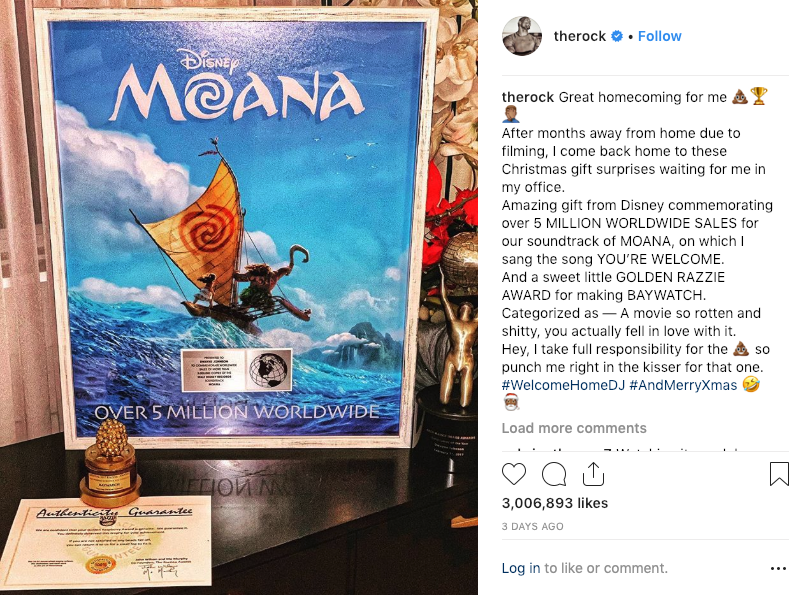 Disney
MOANA
PRESENTED TO
OVER 5 MILLION WORLDWIDE
BAYWATCH
Authenticity Guarantee
therock • Follow
therock Great homecoming for me 💩🏆
🤦🏽‍♂️
After months away from home due to
filming, I come back home to these
Christmas gift surprises waiting for me in
my office.
Amazing gift from Disney commemorating
over 5 MILLION WORLDWIDE SALES for
our soundtrack of MOANA, on which I
sang the song YOU'RE WELCOME.
And a sweet little GOLDEN RAZZIE
AWARD for making BAYWATCH.
Categorized as — A movie so rotten and
shitty, you actually fell in love with it.
Hey, I take full responsibility for the 💩 so
punch me right in the kisser for that one.
#WelcomeHomeDJ #AndMerryXmas 🤣
🎅🏽
Load more comments
3,006,893 likes
3 DAYS AGO
Log in to like or comment.